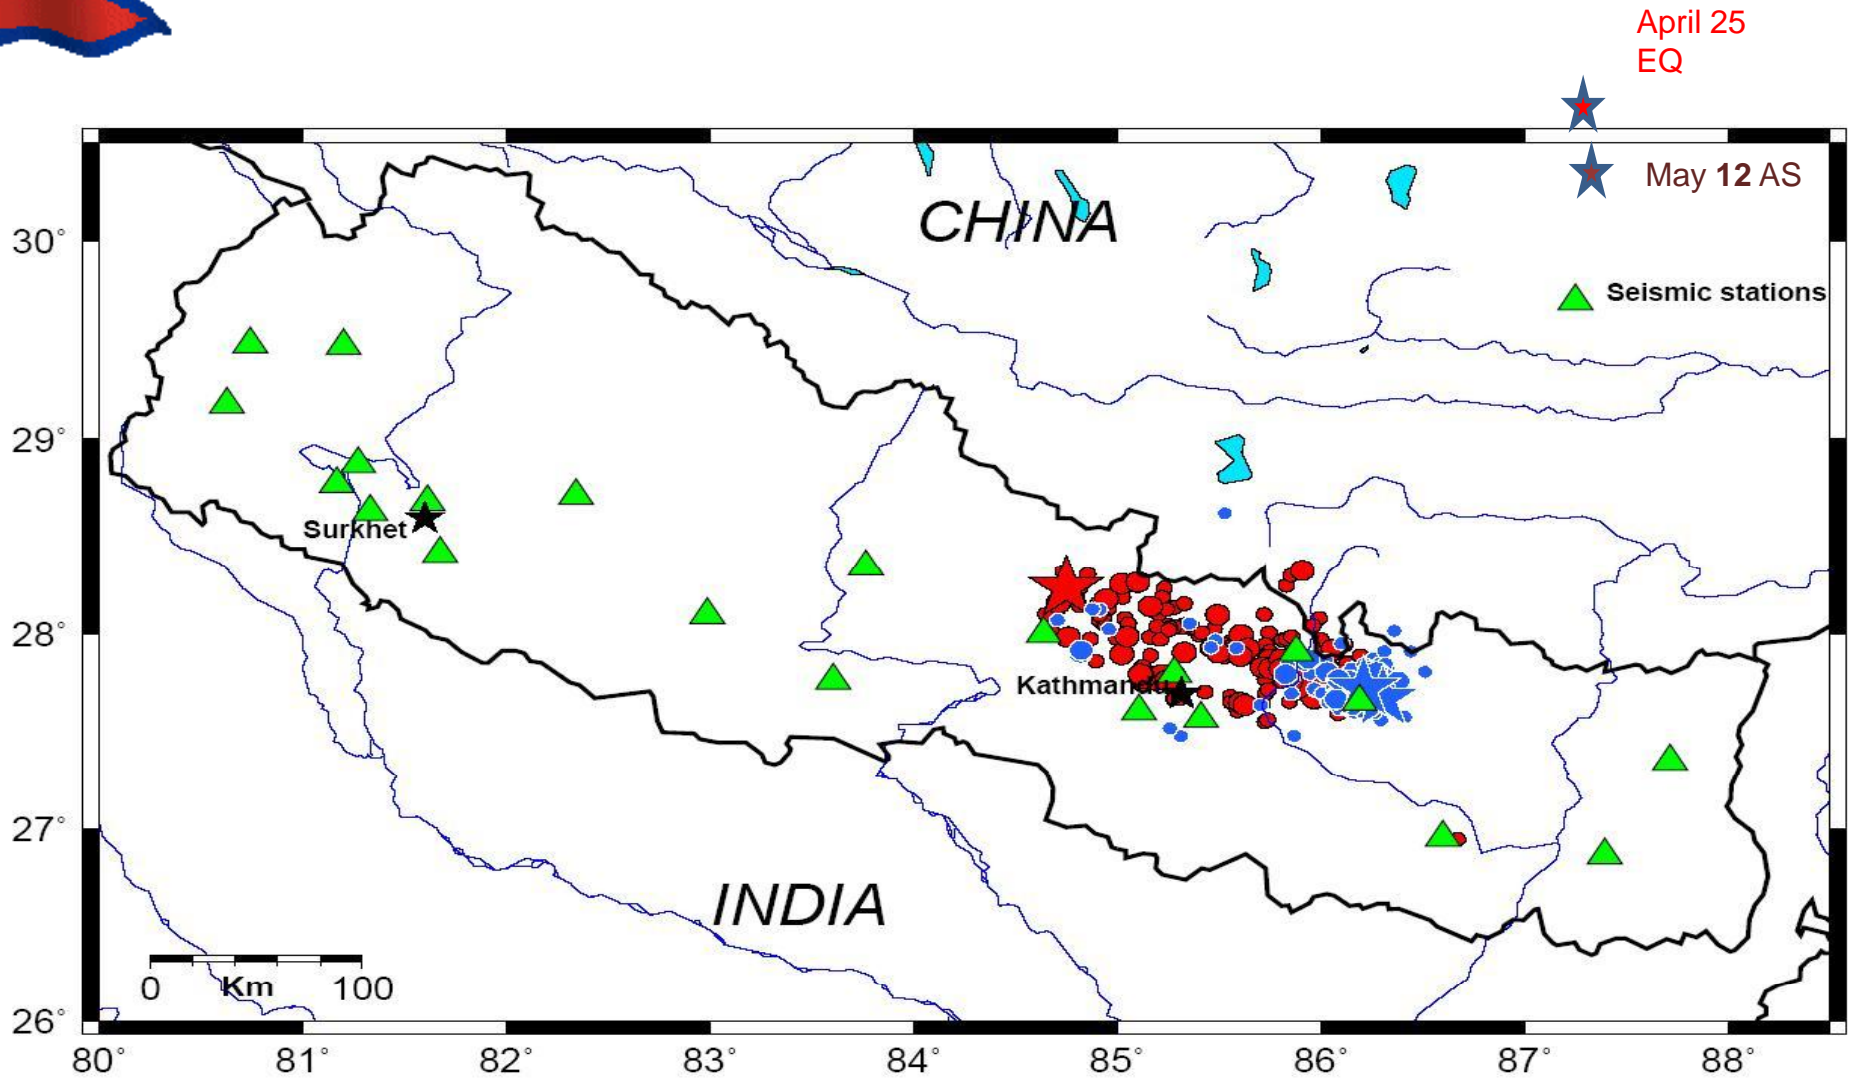 April 25
EQ
May 12 AS
CHINA
30°
Seismic stations
29°
Surkhet
28°
Kathmandu
27°
INDIA
0 Km 100
26°
80° 81° 82° 83° 84° 85° 86° 87° 88°